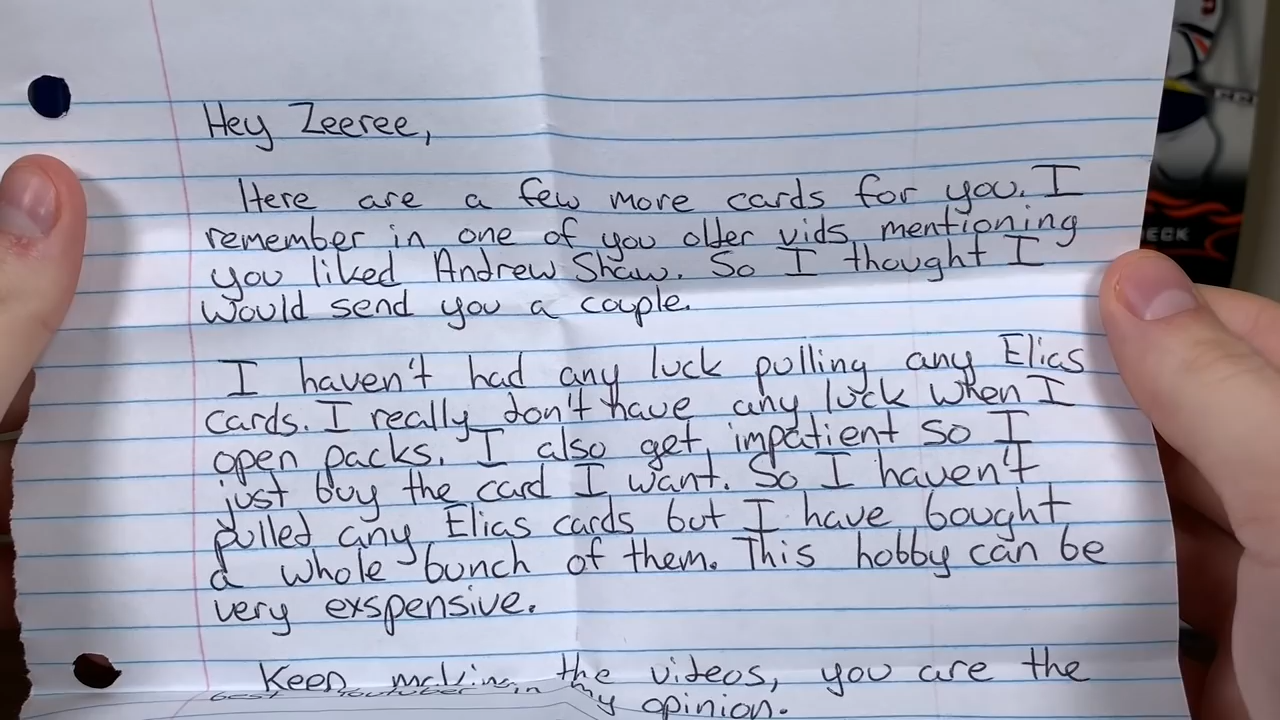 Hey Zeeree,
Here are a few more cards for you. I
remember in one of you older vids mentioning
you liked Andrew Shaw. So I thought I
would send you a couple.
I haven't had any luck pulling any Elias
cards. I really don't have any luck when I
open packs. I also get impatient so I
just buy the card I want. So I haven't
pulled any Elias cards but I have bought
a whole bunch of them. This hobby can be
very exspensive.
Keep making the videos, you are the
best youtuber in my opinion.
ECK